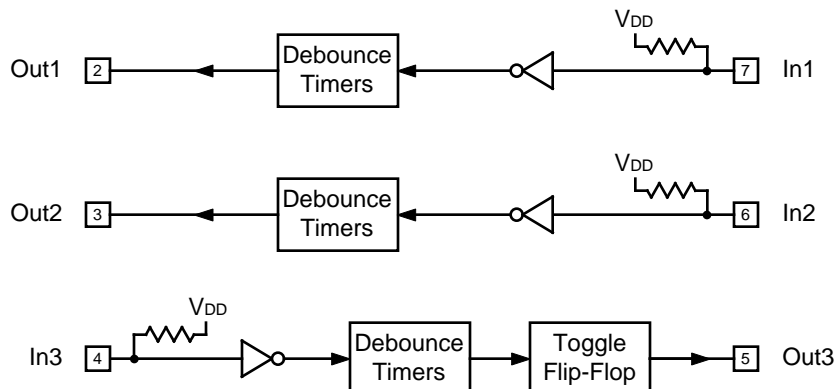 VDD
Debounce
Timers
Out1
2
7
In1
VDD
Debounce
Timers
Out2
3
6
In2
VDD
In3
4
Debounce
Timers
Toggle
Flip-Flop
5
Out3